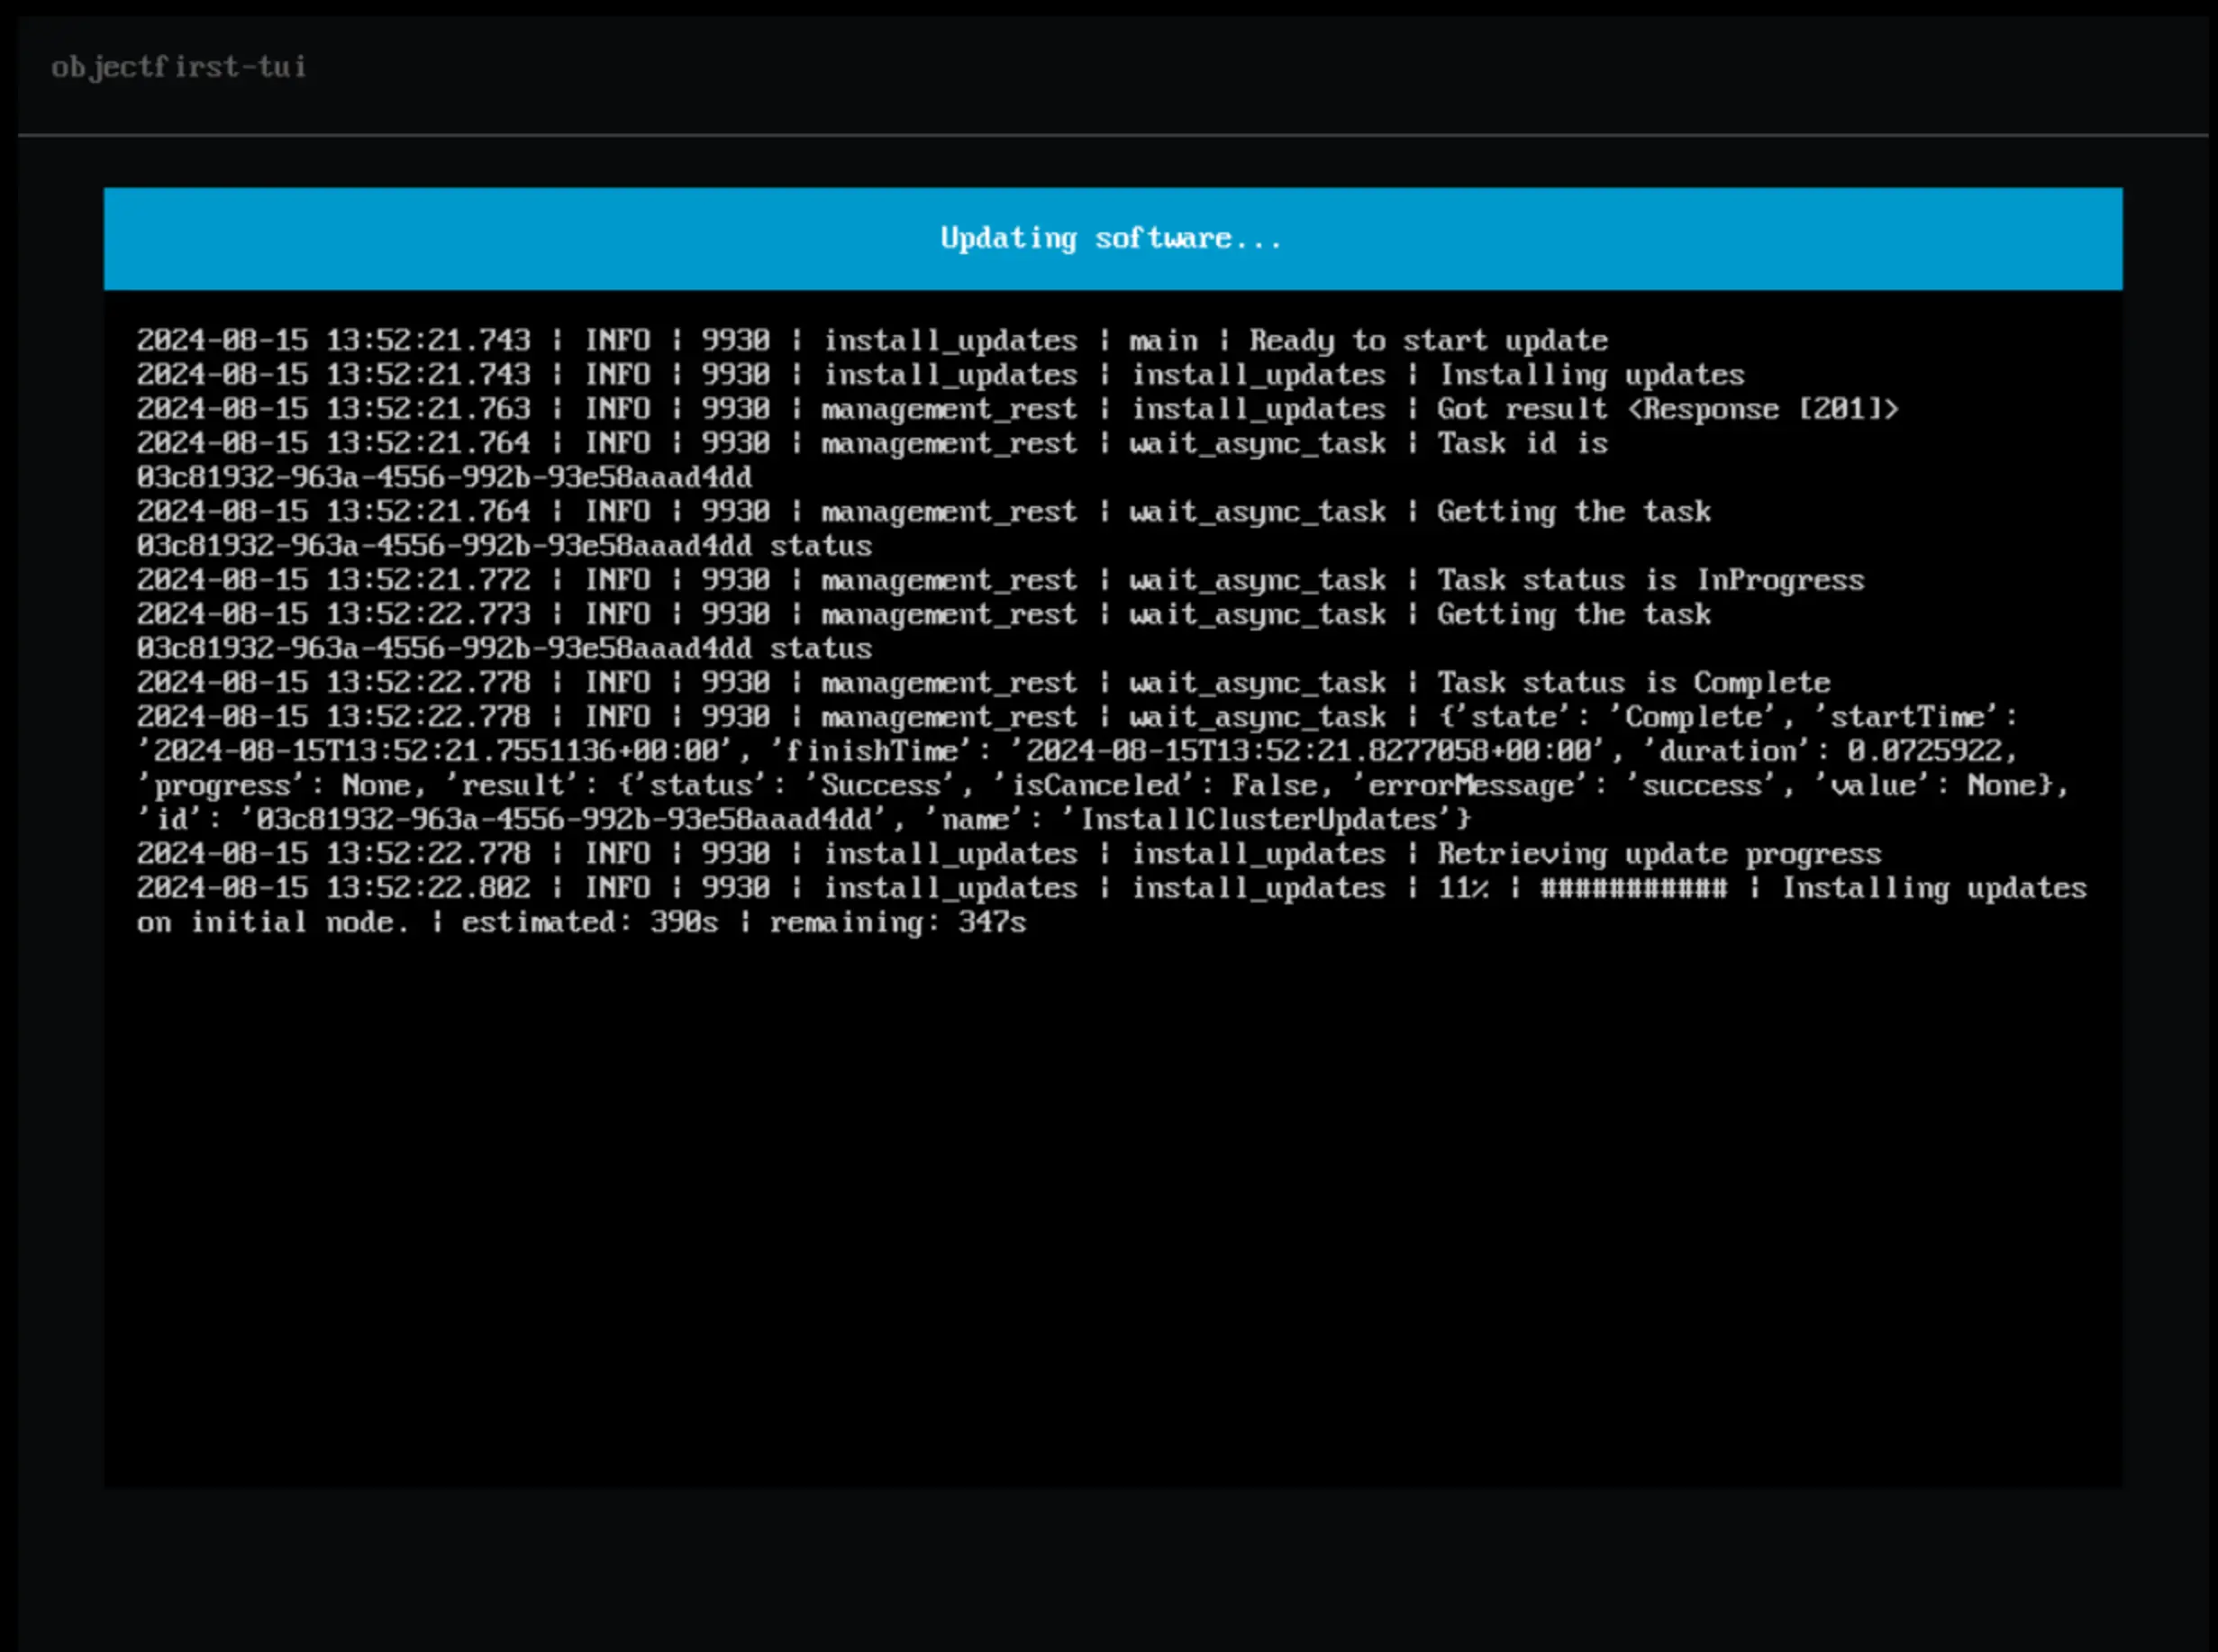 objectfirst-tui
Updating software...
2024-08-15 13:52:21.743 | INFO | 9930 | install_updates | main | Ready to start update
2024-08-15 13:52:21.743 | INFO | 9930 | install_updates | install_updates | Installing updates
2024-08-15 13:52:21.763 | INFO | 9930 | management_rest | install_updates | Got result <Response [201]>
2024-08-15 13:52:21.764 | INFO | 9930 | management_rest | wait_async_task | Task id is
03c81932-963a-4556-992b-93e58aaad4dd
2024-08-15 13:52:21.764 | INFO | 9930 | management_rest | wait_async_task | Getting the task
03c81932-963a-4556-992b-93e58aaad4dd status
2024-08-15 13:52:21.772 | INFO | 9930 | management_rest | wait_async_task | Task status is InProgress
2024-08-15 13:52:22.773 | INFO | 9930 | management_rest | wait_async_task | Getting the task
03c81932-963a-4556-992b-93e58aaad4dd status
2024-08-15 13:52:22.778 | INFO | 9930 | management_rest | wait_async_task | Task status is Complete
2024-08-15 13:52:22.778 | INFO | 9930 | management_rest | wait_async_task | {'state': 'Complete', 'startTime':
'2024-08-15T13:52:21.7551136+00:00', 'finishTime': '2024-08-15T13:52:21.8277058+00:00', 'duration': 0.0725922,
'progress': None, 'result': {'status': 'Success', 'isCanceled': False, 'errorMessage': 'success', 'value': None},
'id': '03c81932-963a-4556-992b-93e58aaad4dd', 'name': 'InstallClusterUpdates'}
2024-08-15 13:52:22.778 | INFO | 9930 | install_updates | install_updates | Retrieving update progress
2024-08-15 13:52:22.802 | INFO | 9930 | install_updates | install_updates | 11% | ########### | Installing updates
on initial node. | estimated: 390s | remaining: 347s